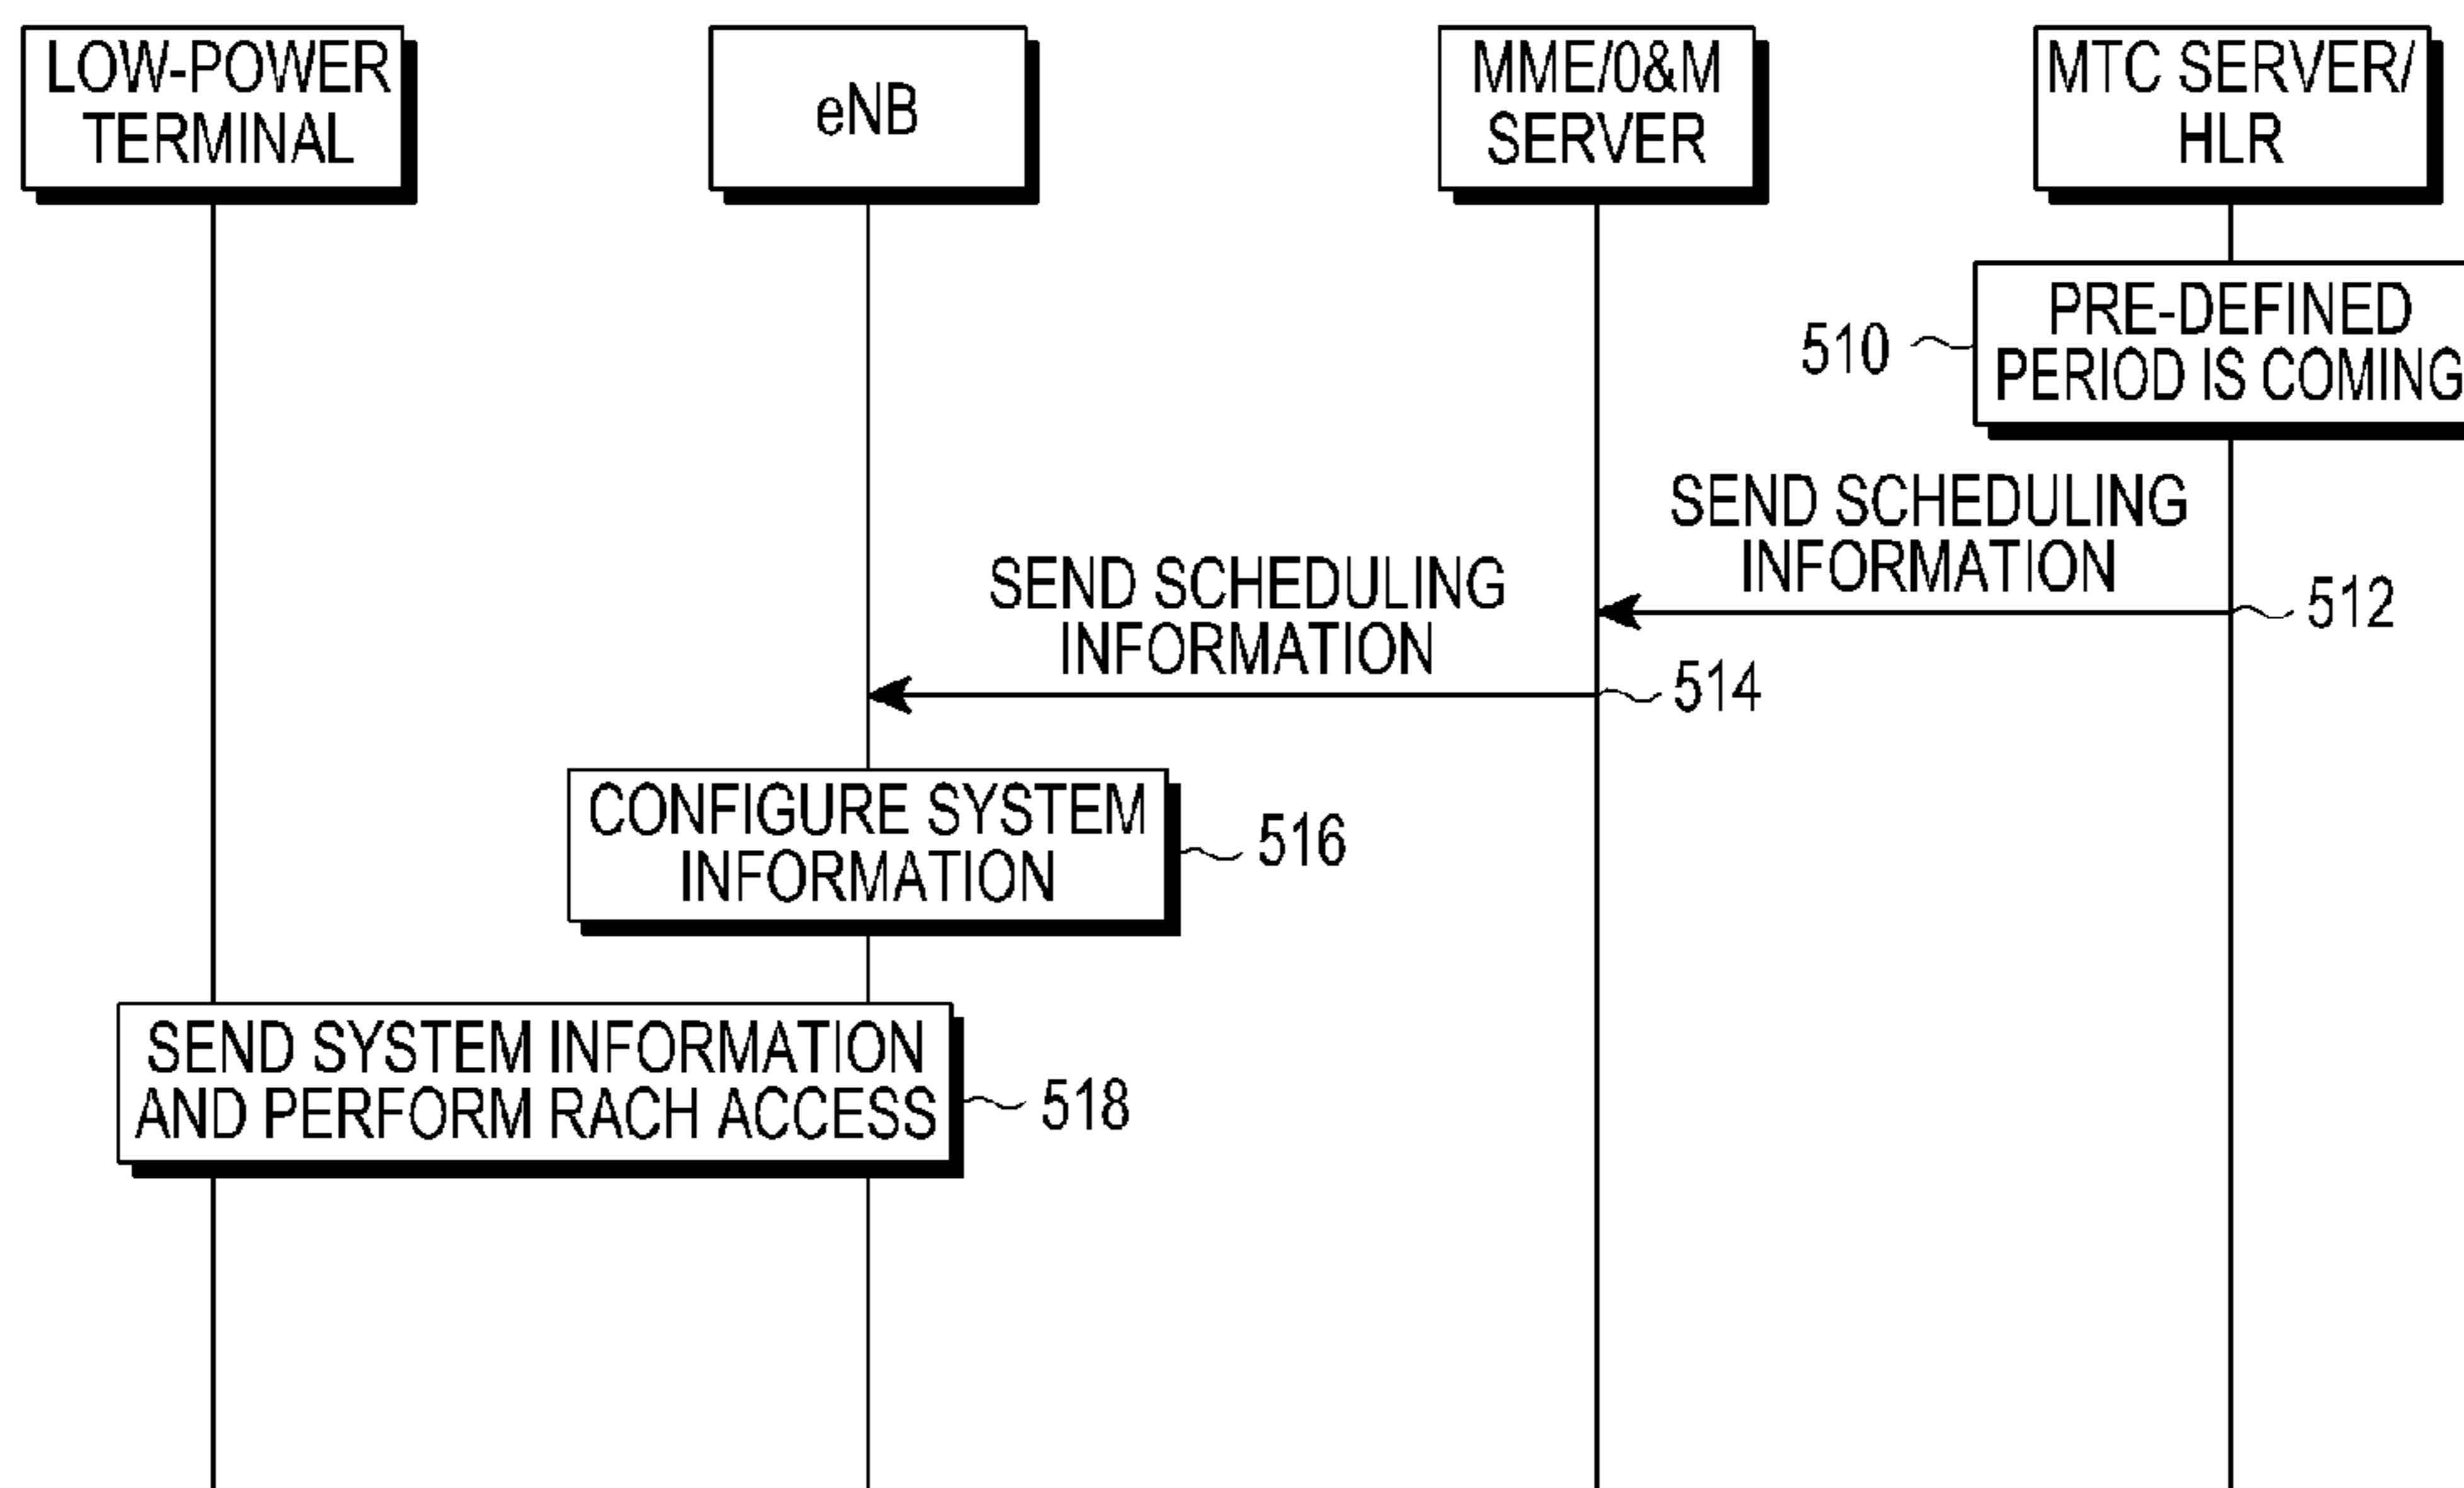 LOW-POWER
TERMINAL
eNB
MME/0&M
SERVER
MTC SERVER/
HLR
PRE-DEFINED
PERIOD IS COMING
510
SEND SCHEDULING
INFORMATION
512
SEND SCHEDULING
INFORMATION
514
CONFIGURE SYSTEM
INFORMATION
516
SEND SYSTEM INFORMATION
AND PERFORM RACH ACCESS
518